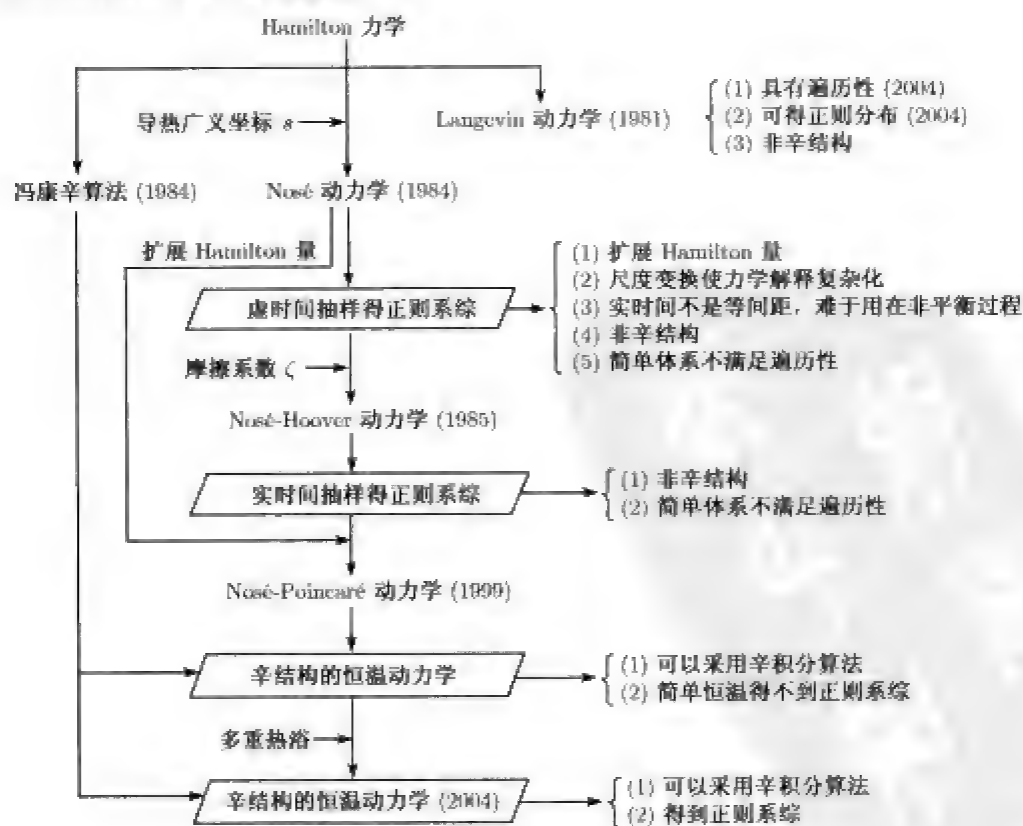 Hamilton 力学
导热广义坐标 s
Langevin 动力学 (1981)
(1) 具有遍历性 (2004)
(2) 可得正则分布 (2004)
(3) 非辛结构
冯康辛算法 (1984)
Nosé 动力学 (1984)
扩展 Hamilton 量
虚时间抽样得正则系综
(1) 扩展 Hamilton 量
(2) 尺度变换使力学解释复杂化
(3) 实时间不是等间距, 难于用在非平衡过程
(4) 非辛结构
(5) 简单体系不满足遍历性
摩擦系数 ζ
Nosé-Hoover 动力学 (1985)
实时间抽样得正则系综
(1) 非辛结构
(2) 简单体系不满足遍历性
Nosé-Poincaré 动力学 (1999)
辛结构的恒温动力学
(1) 可以采用辛积分算法
(2) 简单恒温得不到正则系综
多重热浴
辛结构的恒温动力学 (2004)
(1) 可以采用辛积分算法
(2) 得到正则系综